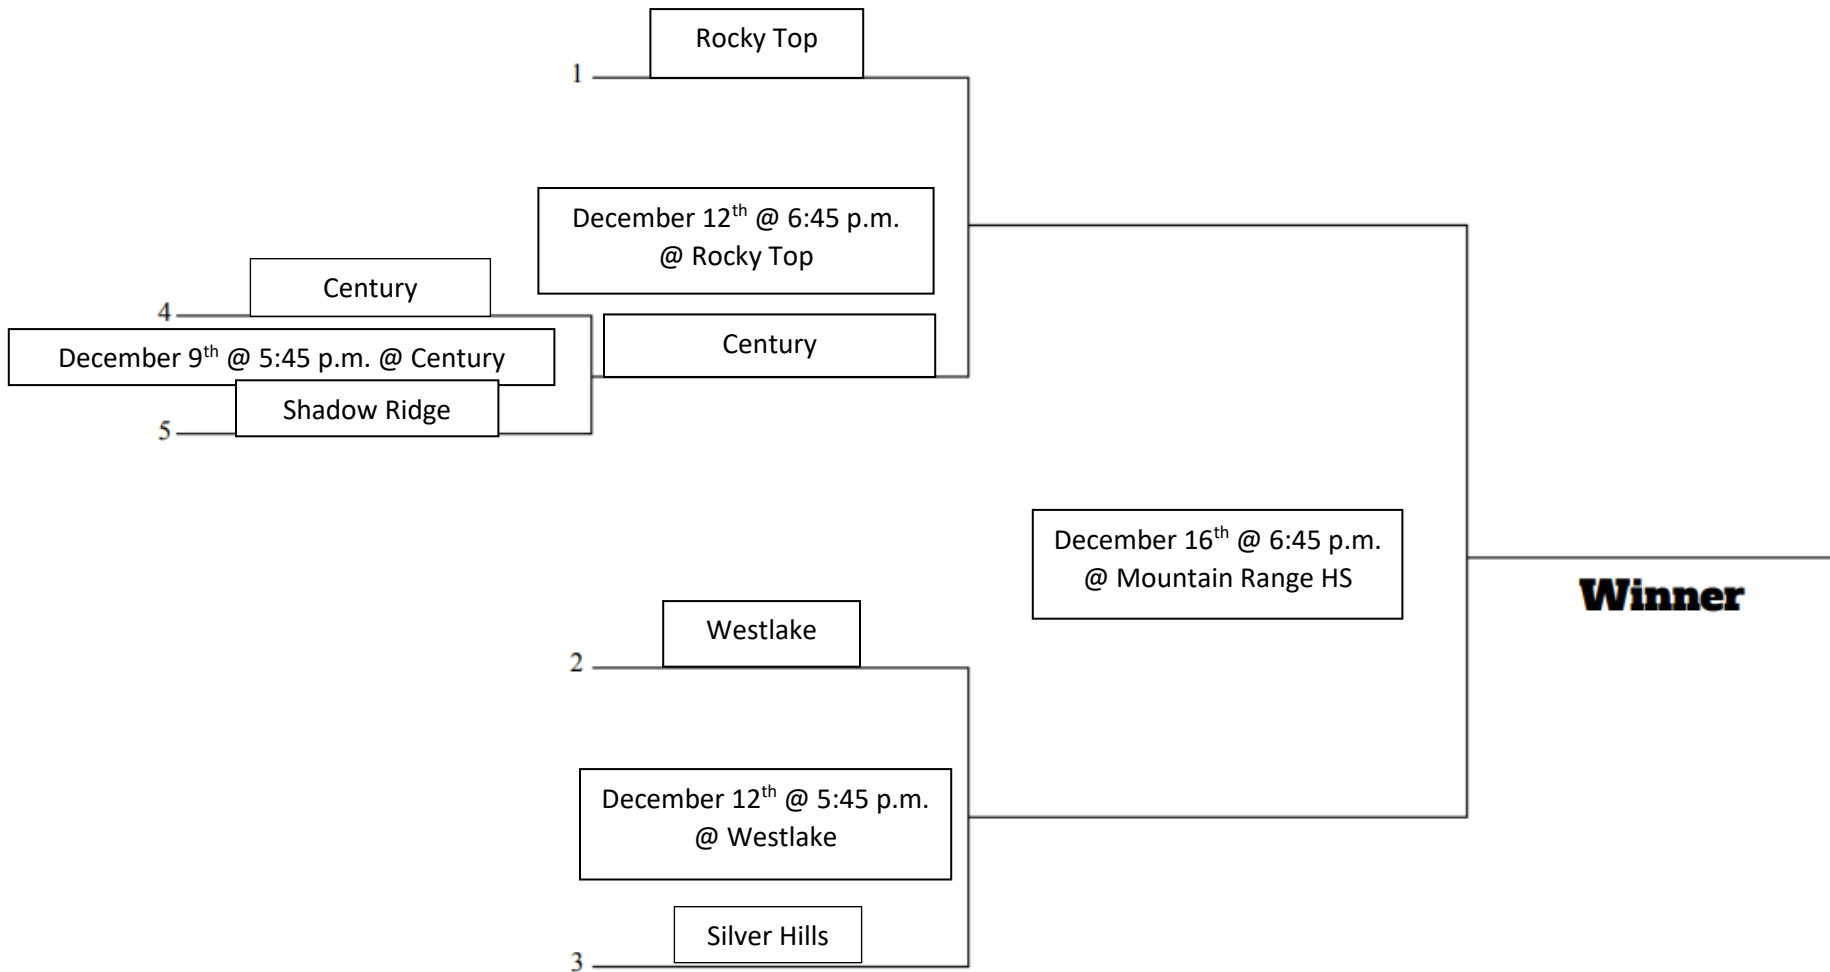 Rocky Top
1
December 12th @ 6:45 p.m.
@ Rocky Top
Century
4
December 9th @ 5:45 p.m. @ Century
Century
Shadow Ridge
5
December 16th @ 6:45 p.m.
@ Mountain Range HS
Winner
Westlake
2
December 12th @ 5:45 p.m.
@ Westlake
Silver Hills
3